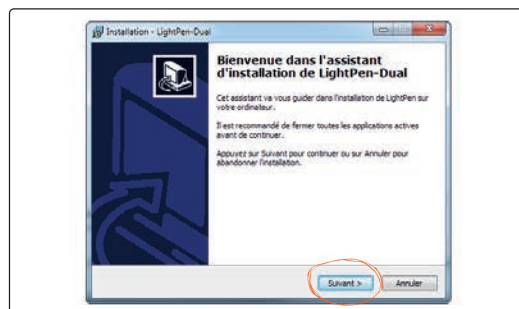 Installation - LightPen-Dual
Bienvenue dans l'assistant
d'installation de LightPen-Dual
Cet assistant va vous guider dans l'installation de LightPen sur
votre ordinateur.
Il est recommandé de fermer toutes les applications actives
avant de continuer.
Appuyez sur Suivant pour continuer ou sur Annuler pour
abandonner l'installation.
Suivant >
Annuler